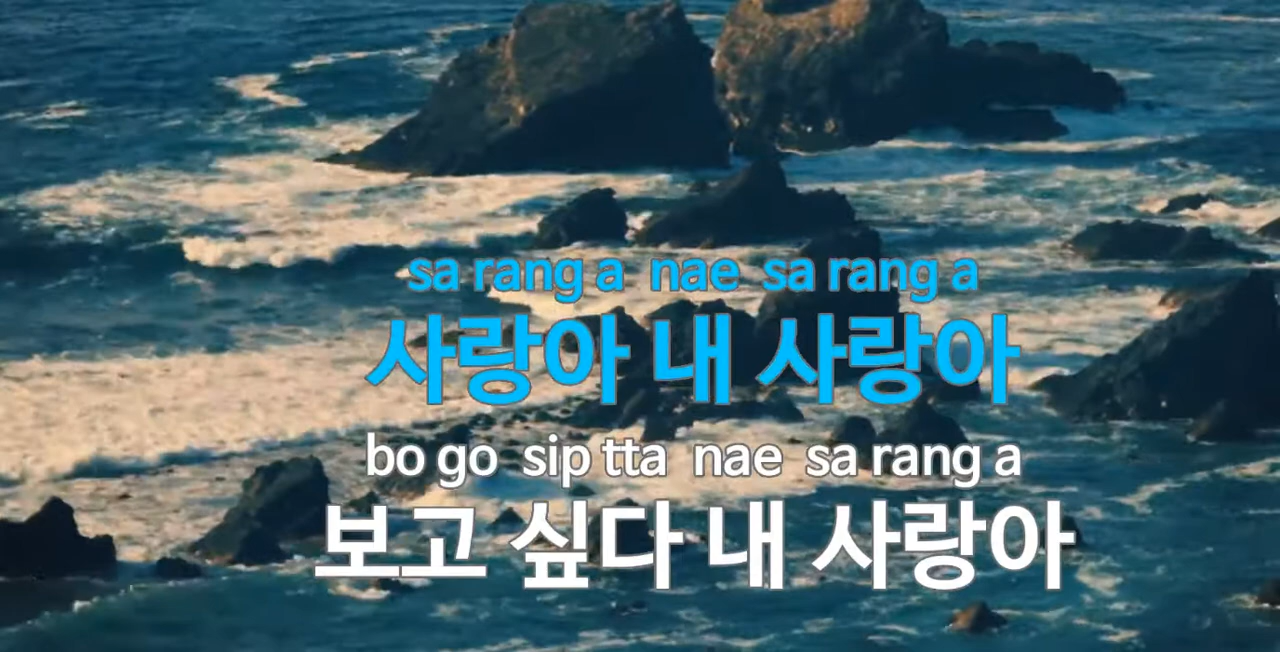 sa rang a nae sa rang a
사랑아 내 사랑아
bo go sip tta nae sa rang a
보고 싶다 내 사랑아